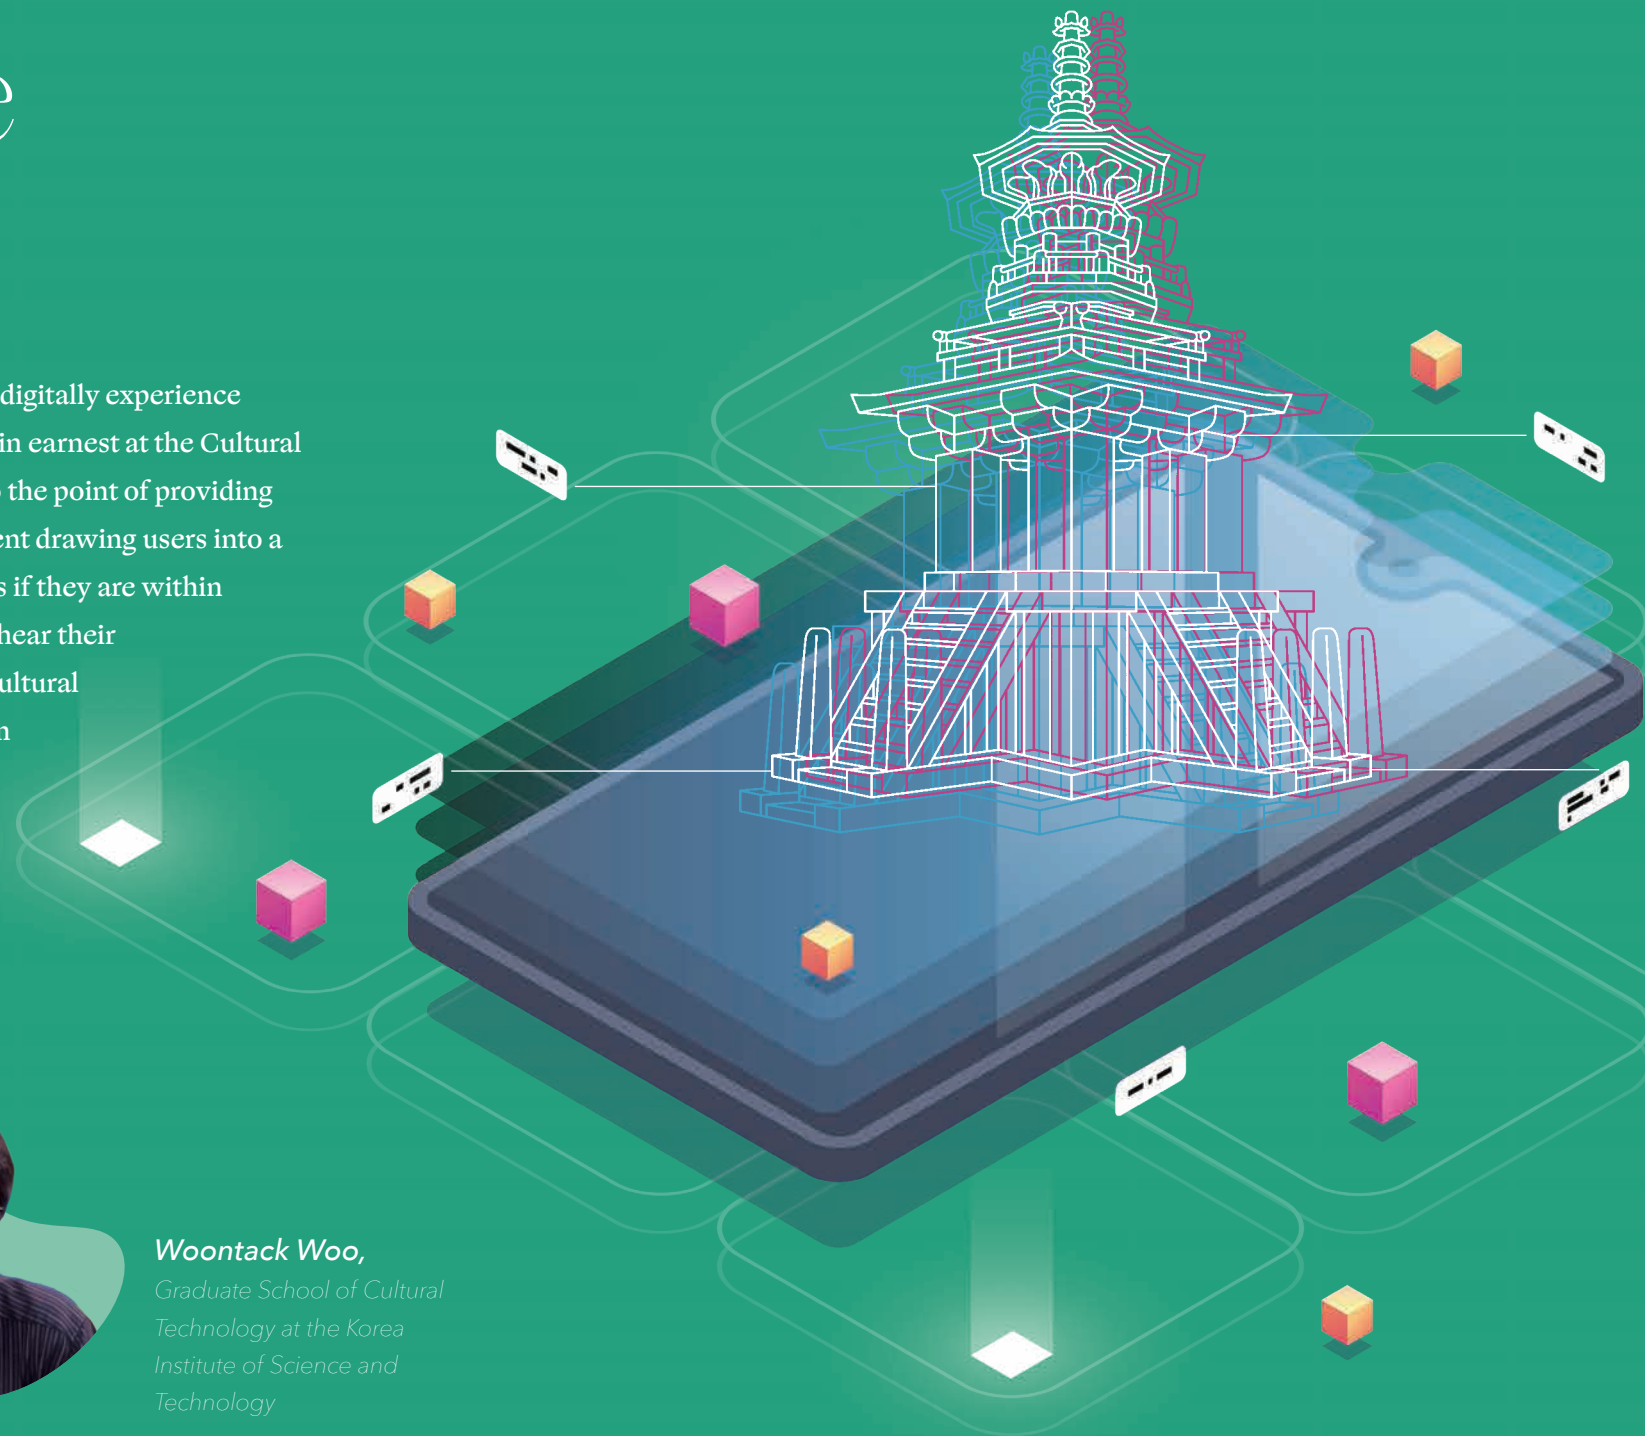 e
digitally experience
in earnest at the Cultural
the point of providing
ent drawing users into a
s if they are within
hear their
ultural
n
Woontack Woo,
Graduate School of Cultural
Technology at the Korea
Institute of Science and
Technology